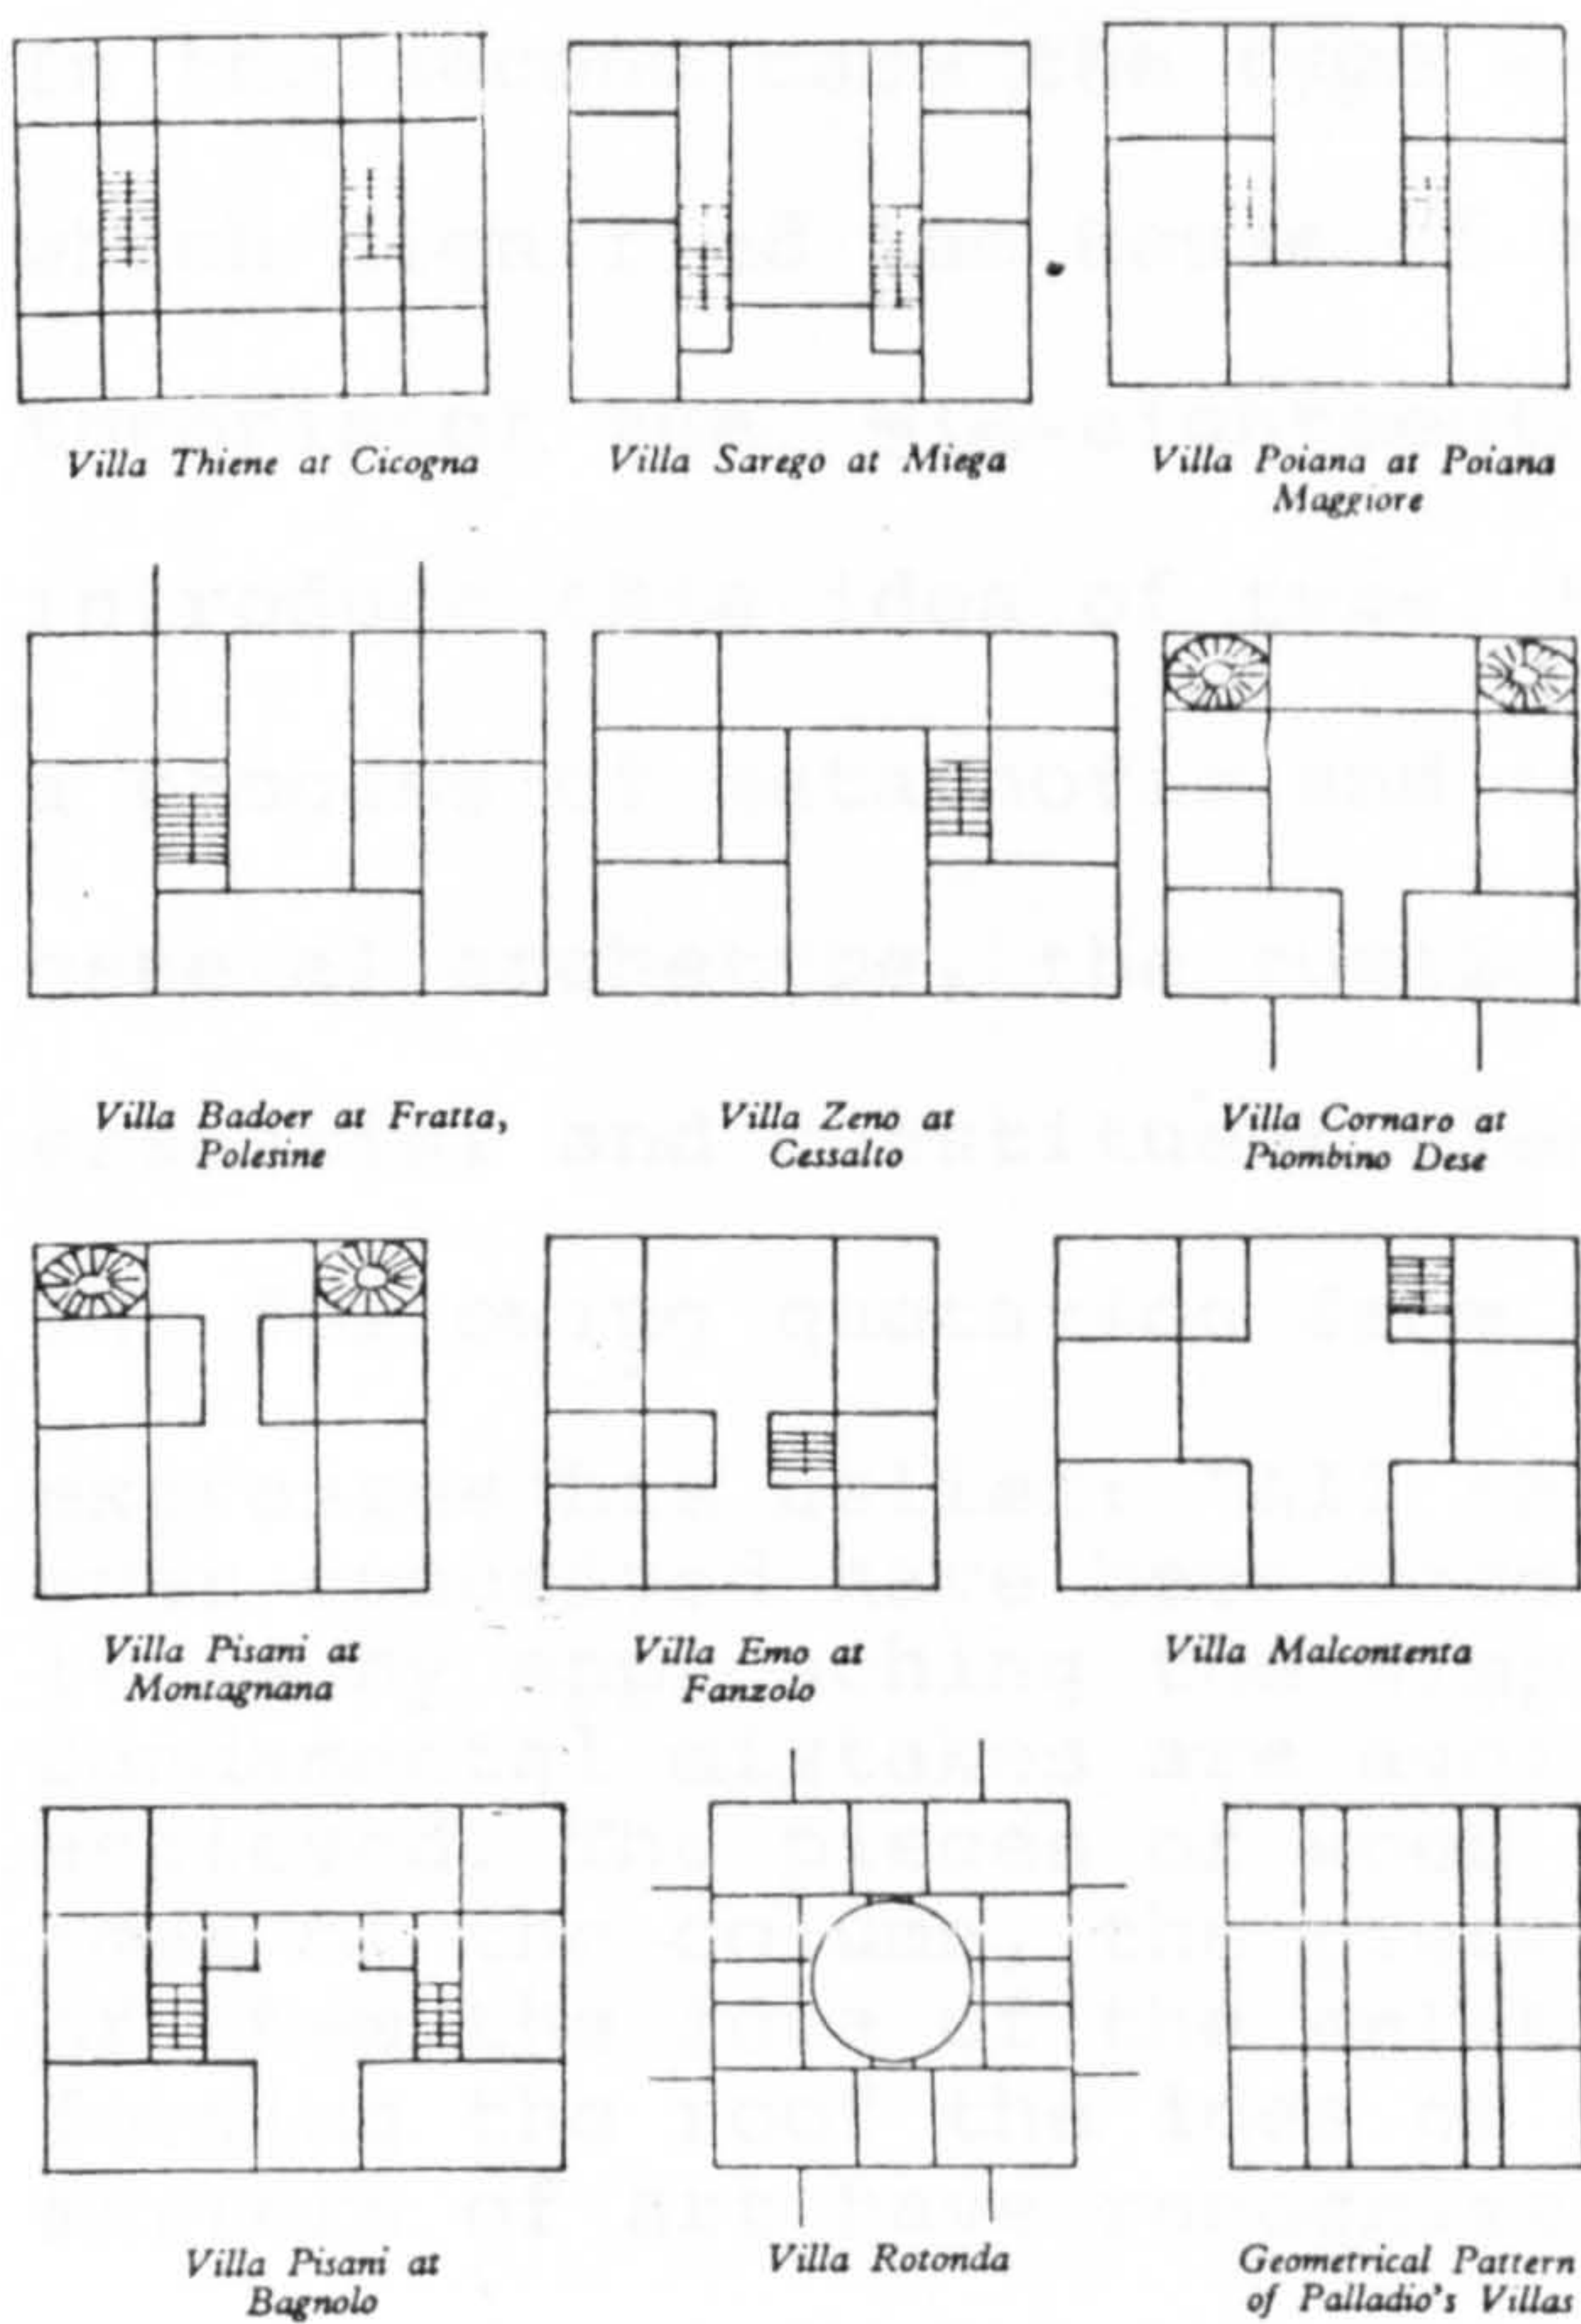 Villa Thiene at Cicogna
Villa Sarego at Miega
Villa Poiana at Poiana
Maggiore
Villa Badoer at Fratta,
Polesine
Villa Zeno at
Cessalto
Villa Cornaro at
Piombino Dese
Villa Pisani at
Montagnana
Villa Emo at
Fanzolo
Villa Malcontenta
Villa Pisani at
Bagnolo
Villa Rotonda
Geometrical Pattern
of Palladio's Villas